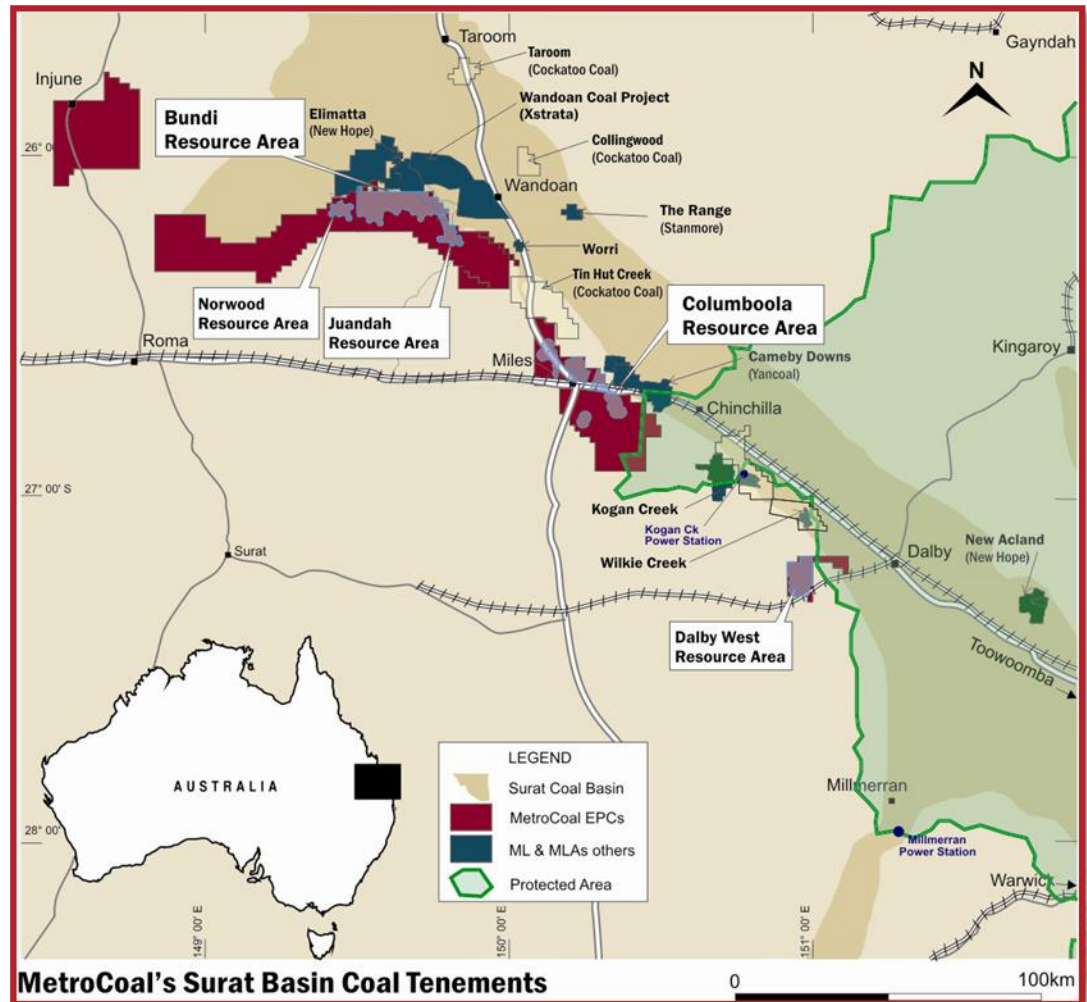 Taroom
Gayndah
Taroom
(Cockatoo Coal)
N
Injune
Bundi
Resource Area
Elimatta
(New Hope)
Wandoan Coal Project
(Xstrata)
Collingwood
(Cockatoo Coal)
26° 00'
Wandoan
The Range
(Stanmore)
Worri
Tin Hut Creek
(Cockatoo Coal)
Norwood
Resource Area
Juandah
Resource Area
Columboola
Resource Area
Roma
Miles
Kingaroy
Cameby Downs
(Yancoal)
Chinchilla
27° 00' S
Kogan Creek
Kogan Ck
Power Station
Wilkie Creek
Surat
Dalby
New Acland
(New Hope)
Dalby West
Resource Area
Toowoomba
AUSTRALIA
LEGEND
Surat Coal Basin
MetroCoal EPCs
ML & MLAs others
Protected Area
Millmerran
Millmerran
Power Station
28° 00'
Warwick
149° 00' E
150° 00' E
151° 00' E
MetroCoal's Surat Basin Coal Tenements
0
100km